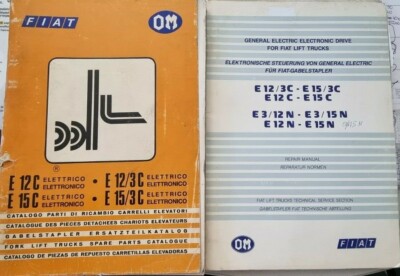 FIAT
OM
E 12C ELETTRICO ELETTRONICO • E 12/3C ELETTRICO ELETTRONICO
E 15C ELETTRICO ELETTRONICO • E 15/3C ELETTRICO ELETTRONICO
CATALOGO PARTI DI RICAMBIO CARRELLI ELEVATORI
CATALOGUE DES PIECES DETACHEES CHARIOTS ELEVATEURS
GABELSTAPLER ERSATZTEILKATALOG
FORK LIFT TRUCKS SPARE PARTS CATALOGUE
CATALOGO DE PIEZAS DE REPUESTO CARRETILLAS ELEVADORAS
GENERAL ELECTRIC ELECTRONIC DRIVE
FOR FIAT LIFT TRUCKS
ELEKTRONISCHE STEUERUNG VON GENERAL ELECTRIC
FÜR FIAT-GABELSTAPLER
E 12/3C - E 15/3C
E 12C - E 15C
E 3/12N - E 3/15N
E 12N - E 15N
REPAIR MANUAL
REPARATUR NORMEN
FIAT LIFT TRUCKS TECHNICAL SERVICE SECTION
GABELSTAPLER FIAT TECHNISCHE ABTEILUNG
OM
FIAT